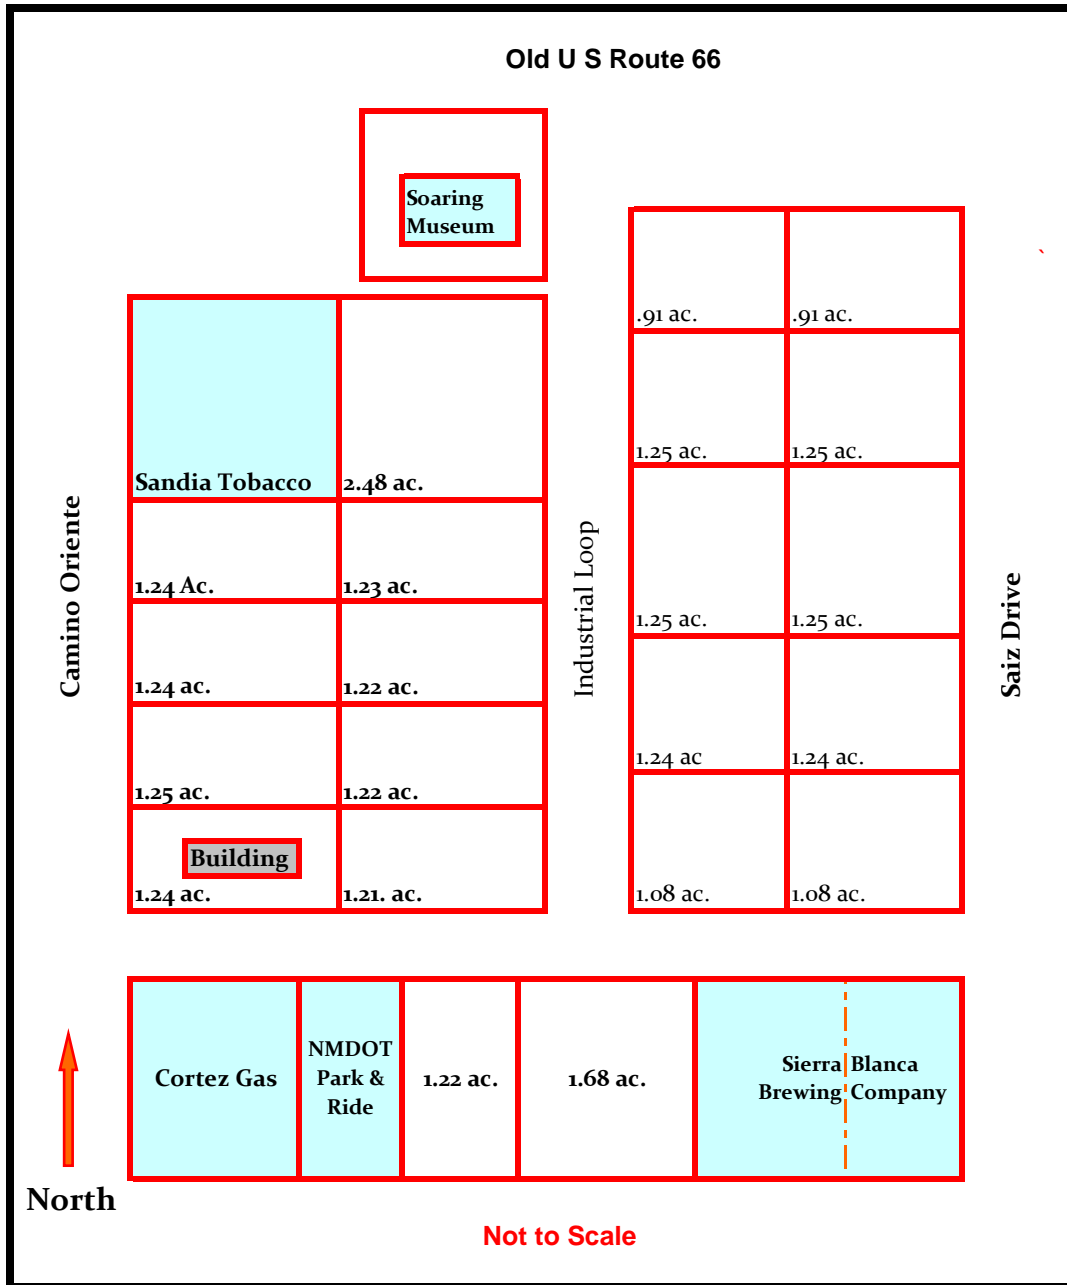 Old U S Route 66
Soaring
Museum
.91 ac.
.91 ac.
1.25 ac.
1.25 ac.
Sandia Tobacco
2.48 ac.
Camino Oriente
Industrial Loop
Saiz Drive
1.24 Ac.
1.23 ac.
1.25 ac.
1.25 ac.
1.24 ac.
1.22 ac.
1.24 ac
1.24 ac.
1.25 ac.
1.22 ac.
Building
1.24 ac.
1.21. ac.
1.08 ac.
1.08 ac.
Cortez Gas
NMDOT
Park &
Ride
1.22 ac.
1.68 ac.
Sierra Blanca
Brewing Company
North
Not to Scale